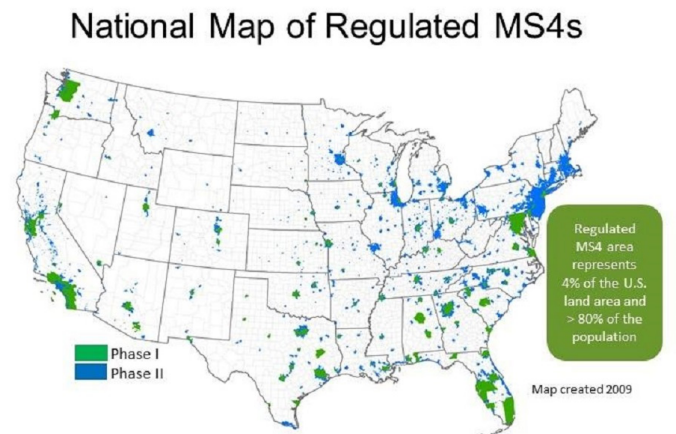 National Map of Regulated MS4s
Regulated
MS4 area
represents
4% of the U.S.
land area and
> 80% of the
population
Phase I
Phase II
Map created 2009